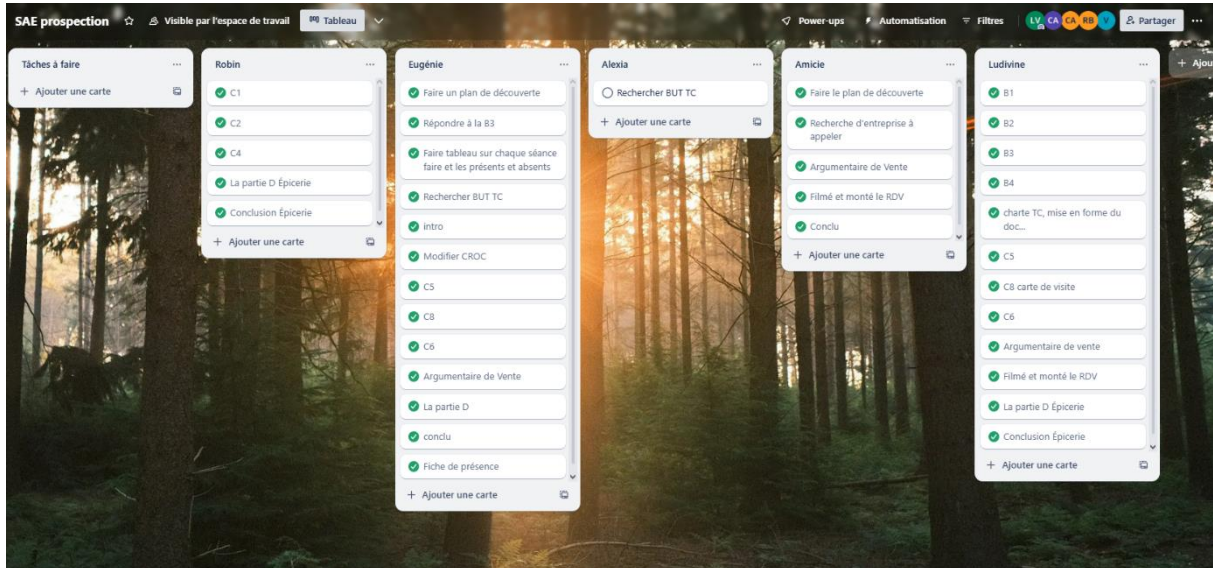 SAE prospection
Visible par l'espace de travail
Tableau
Power-ups
Automatisation
Filtres
LV
CA
CA
RB
V
Partager
Tâches à faire
Ajouter une carte
Robin
C1
C2
C4
La partie D Épicerie
Conclusion Épicerie
Ajouter une carte
Eugénie
Faire un plan de découverte
Répondre à la B3
Faire tableau sur chaque séance
faire et les présents et absents
Rechercher BUT TC
intro
Modifier CROC
C5
C8
C6
Argumentaire de Vente
La partie D
conclu
Fiche de présence
Ajouter une carte
Alexia
Rechercher BUT TC
Ajouter une carte
Amicie
Faire le plan de découverte
Recherche d'entreprise à
appeler
Argumentaire de Vente
Filmé et monté le RDV
Conclu
Ajouter une carte
Ludivine
B1
B2
B3
B4
charte TC, mise en forme du
doc...
C5
C8 carte de visite
C6
Argumentaire de vente
Filmé et monté le RDV
La partie D Épicerie
Conclusion Épicerie
Ajouter une carte
Ajou